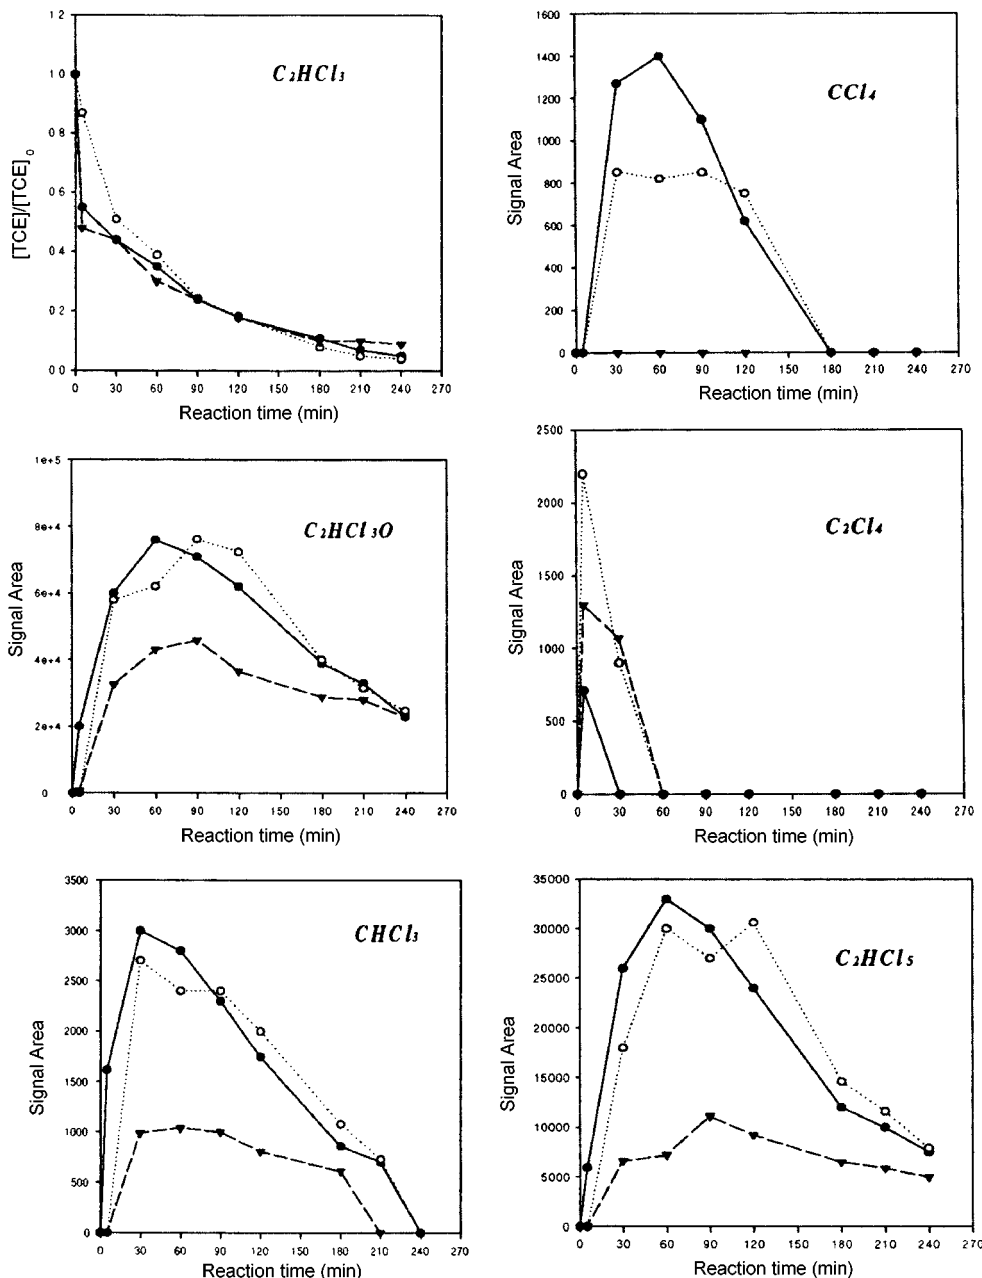 C₂HCl₃
[TCE]/[TCE]₀
1.2
1.0
0.8
0.6
0.4
0.2
0.0
0 30 60 90 120 150 180 210 240 270
Reaction time (min)
CCl₄
Signal Area
1600
1400
1200
1000
800
600
400
200
0
0 30 60 90 120 150 180 210 240 270
Reaction time (min)
C₂HCl₃O
Signal Area
1e+5
8e+4
6e+4
4e+4
2e+4
0
0 30 60 90 120 150 180 210 240 270
Reaction time (min)
C₂Cl₄
Signal Area
2500
2000
1500
1000
500
0
0 30 60 90 120 150 180 210 240 270
Reaction time (min)
CHCl₃
Signal Area
3500
3000
2500
2000
1500
1000
500
0
0 30 60 90 120 150 180 210 240 270
Reaction time (min)
C₂HCl₅
Signal Area
35000
30000
25000
20000
15000
10000
5000
0
0 30 60 90 120 150 180 210 240 270
Reaction time (min)